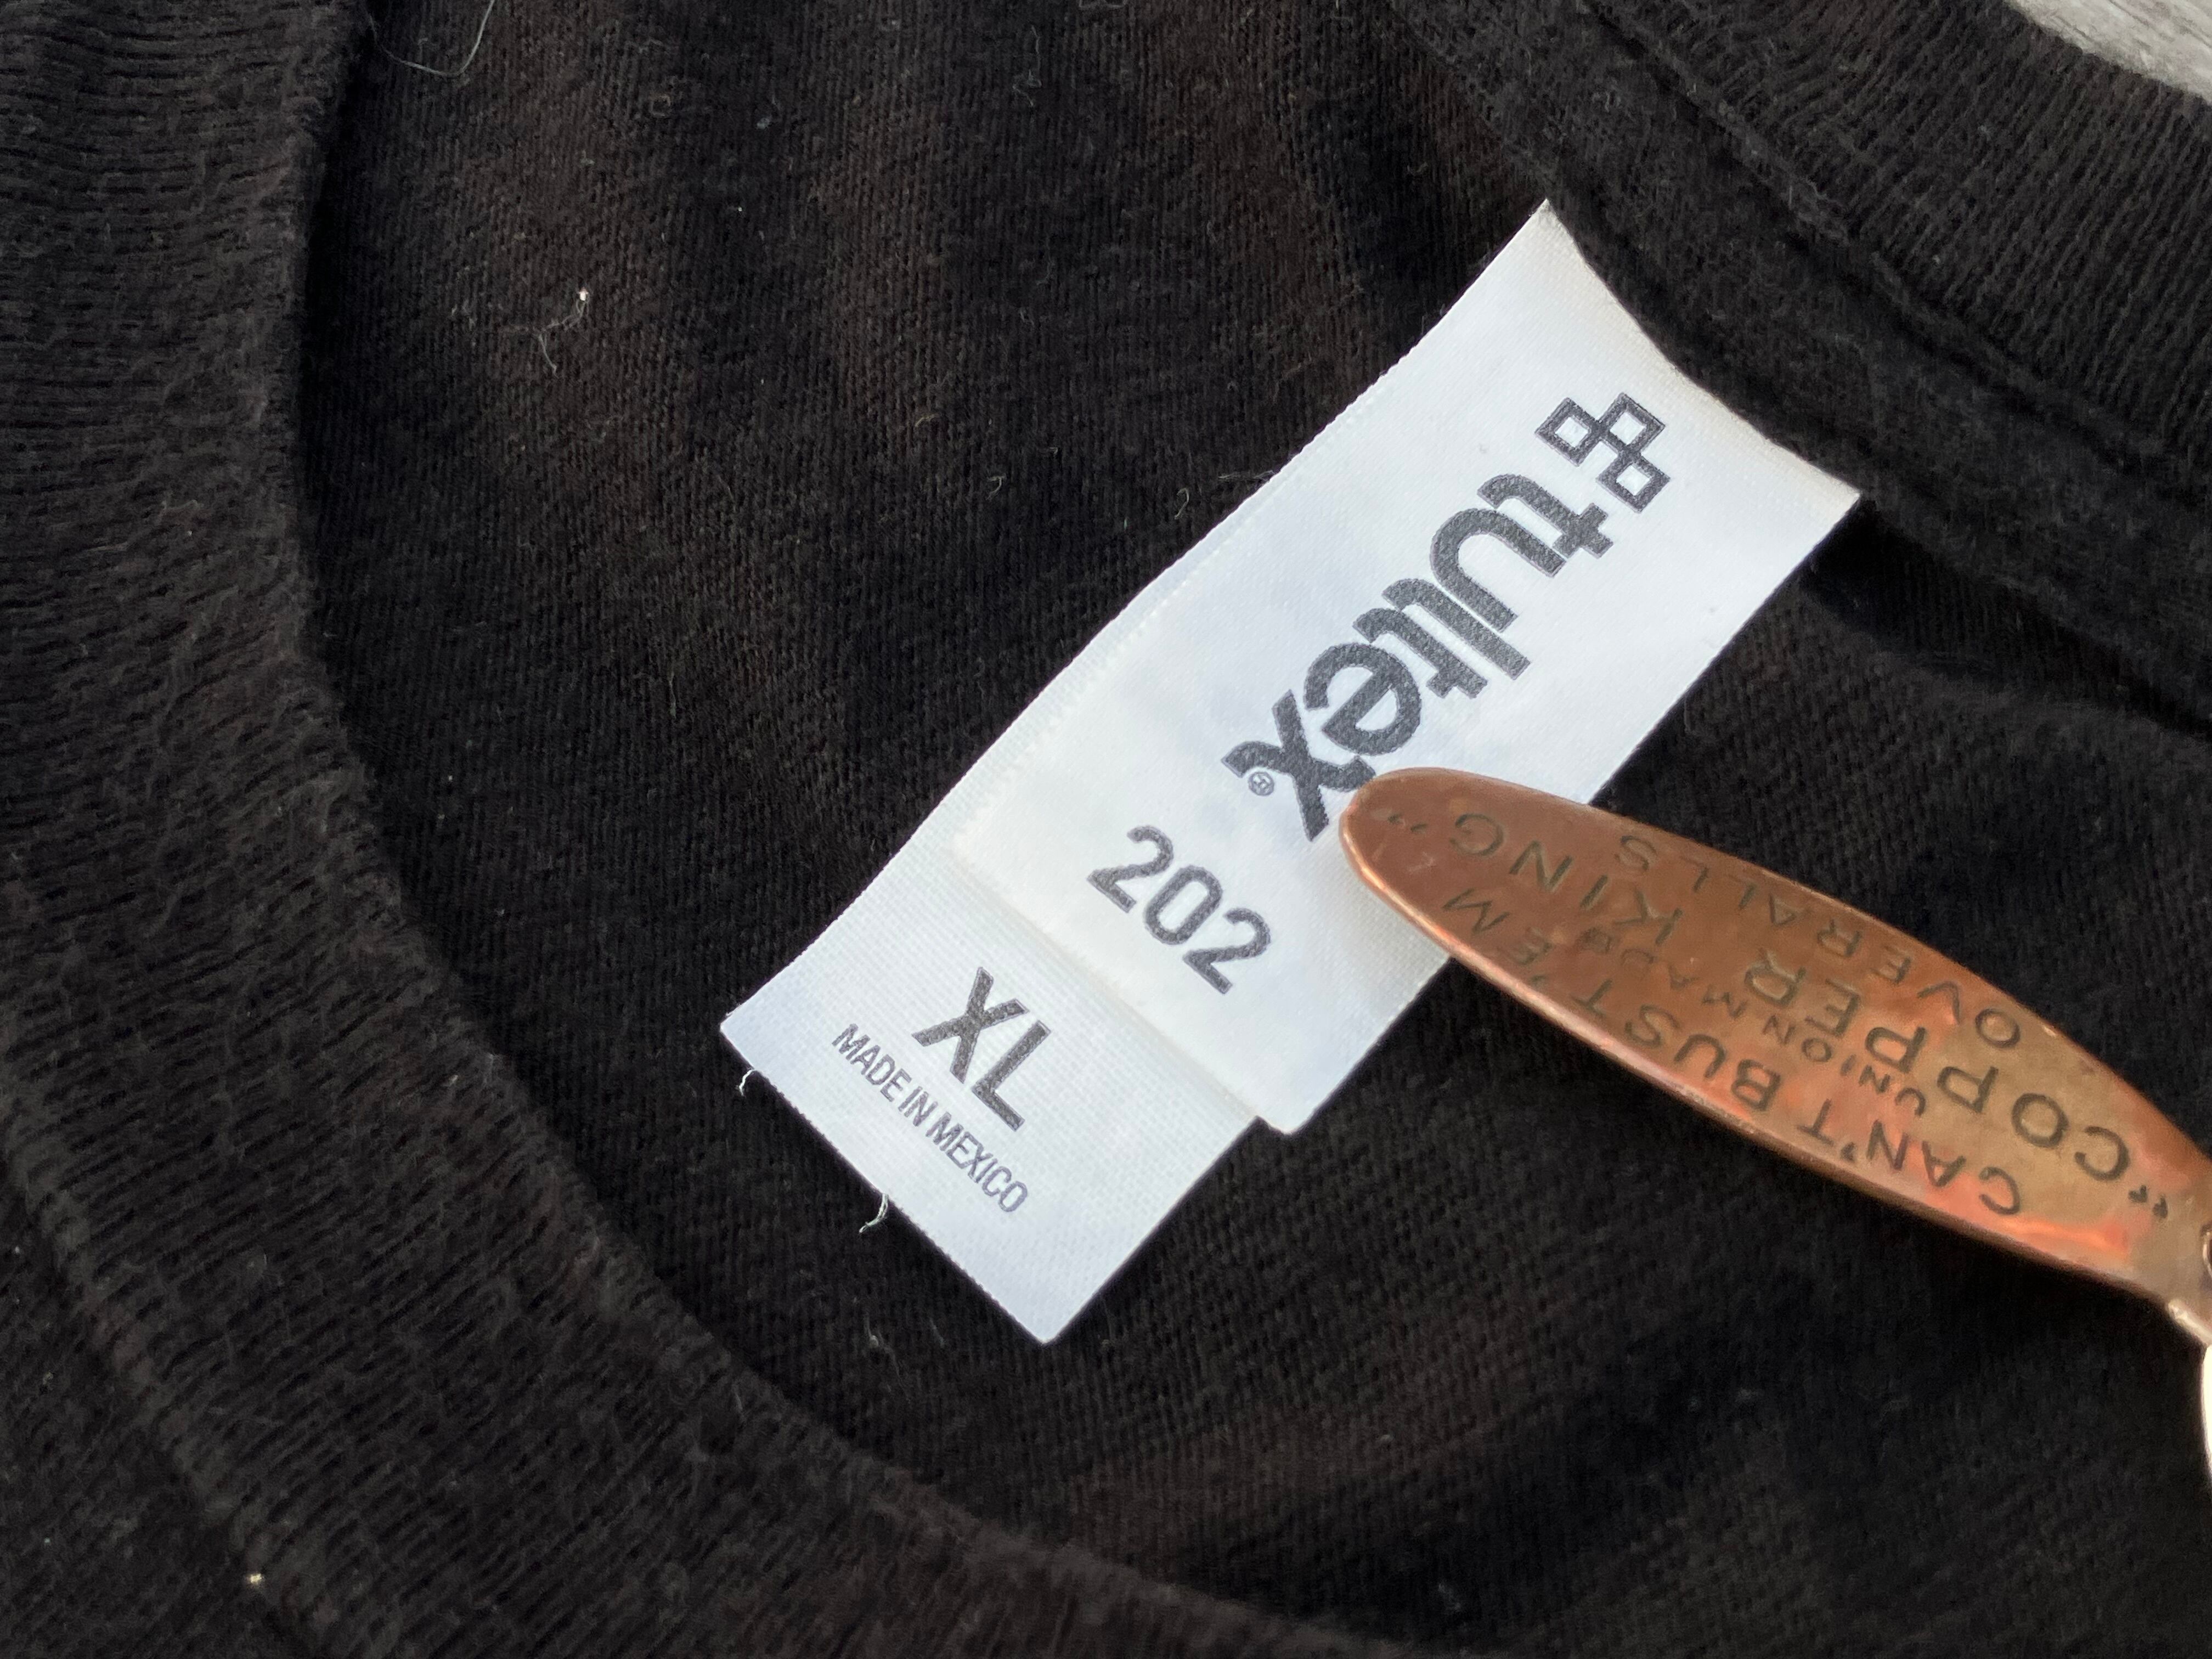 tultex®
202
XL
MADE IN MEXICO
CAN'T BUST 'EM
UNION MADE
"COPPER KING"
OVERALLS